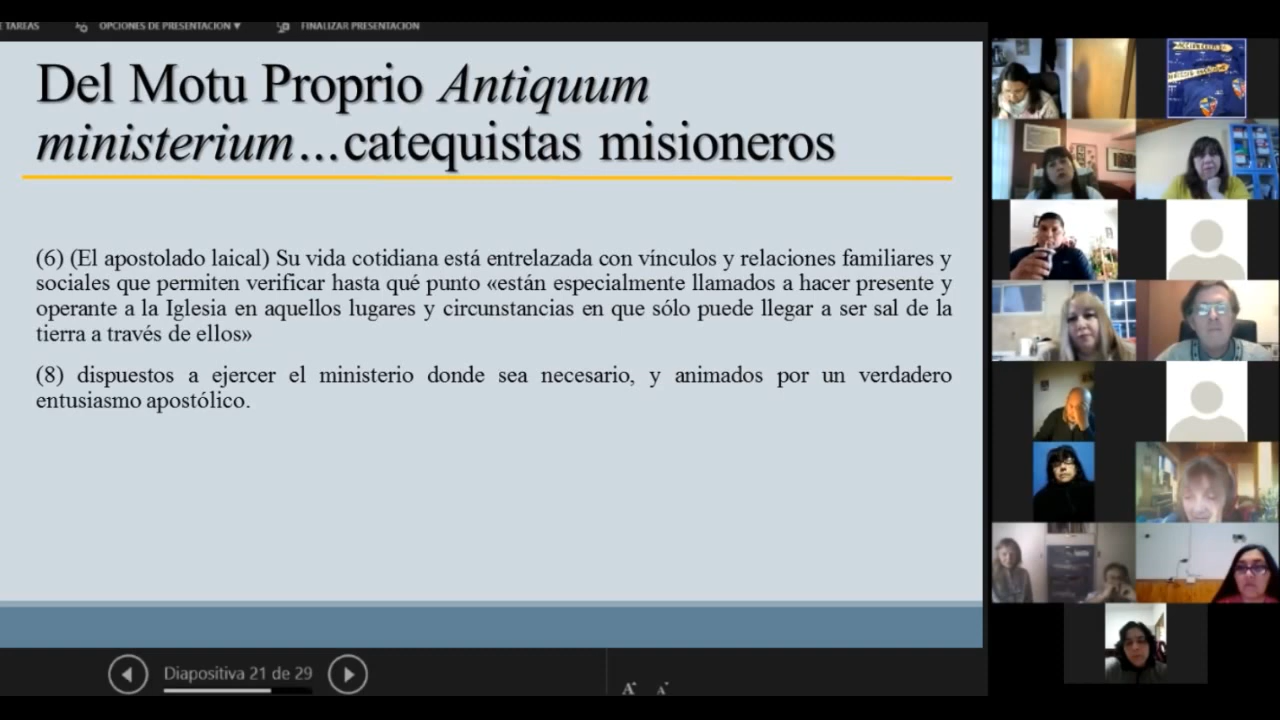 E TAREAS OPCIONES DE PRESENTACIÓN ▼ FINALIZAR PRESENTACIÓN
Del Motu Proprio Antiquum
ministerium…catequistas misioneros
(6) (El apostolado laical) Su vida cotidiana está entrelazada con vínculos y relaciones familiares y
sociales que permiten verificar hasta qué punto «están especialmente llamados a hacer presente y
operante a la Iglesia en aquellos lugares y circunstancias en que sólo puede llegar a ser sal de la
tierra a través de ellos»
(8) dispuestos a ejercer el ministerio donde sea necesario, y animados por un verdadero
entusiasmo apostólico.
Diapositiva 21 de 29
A A